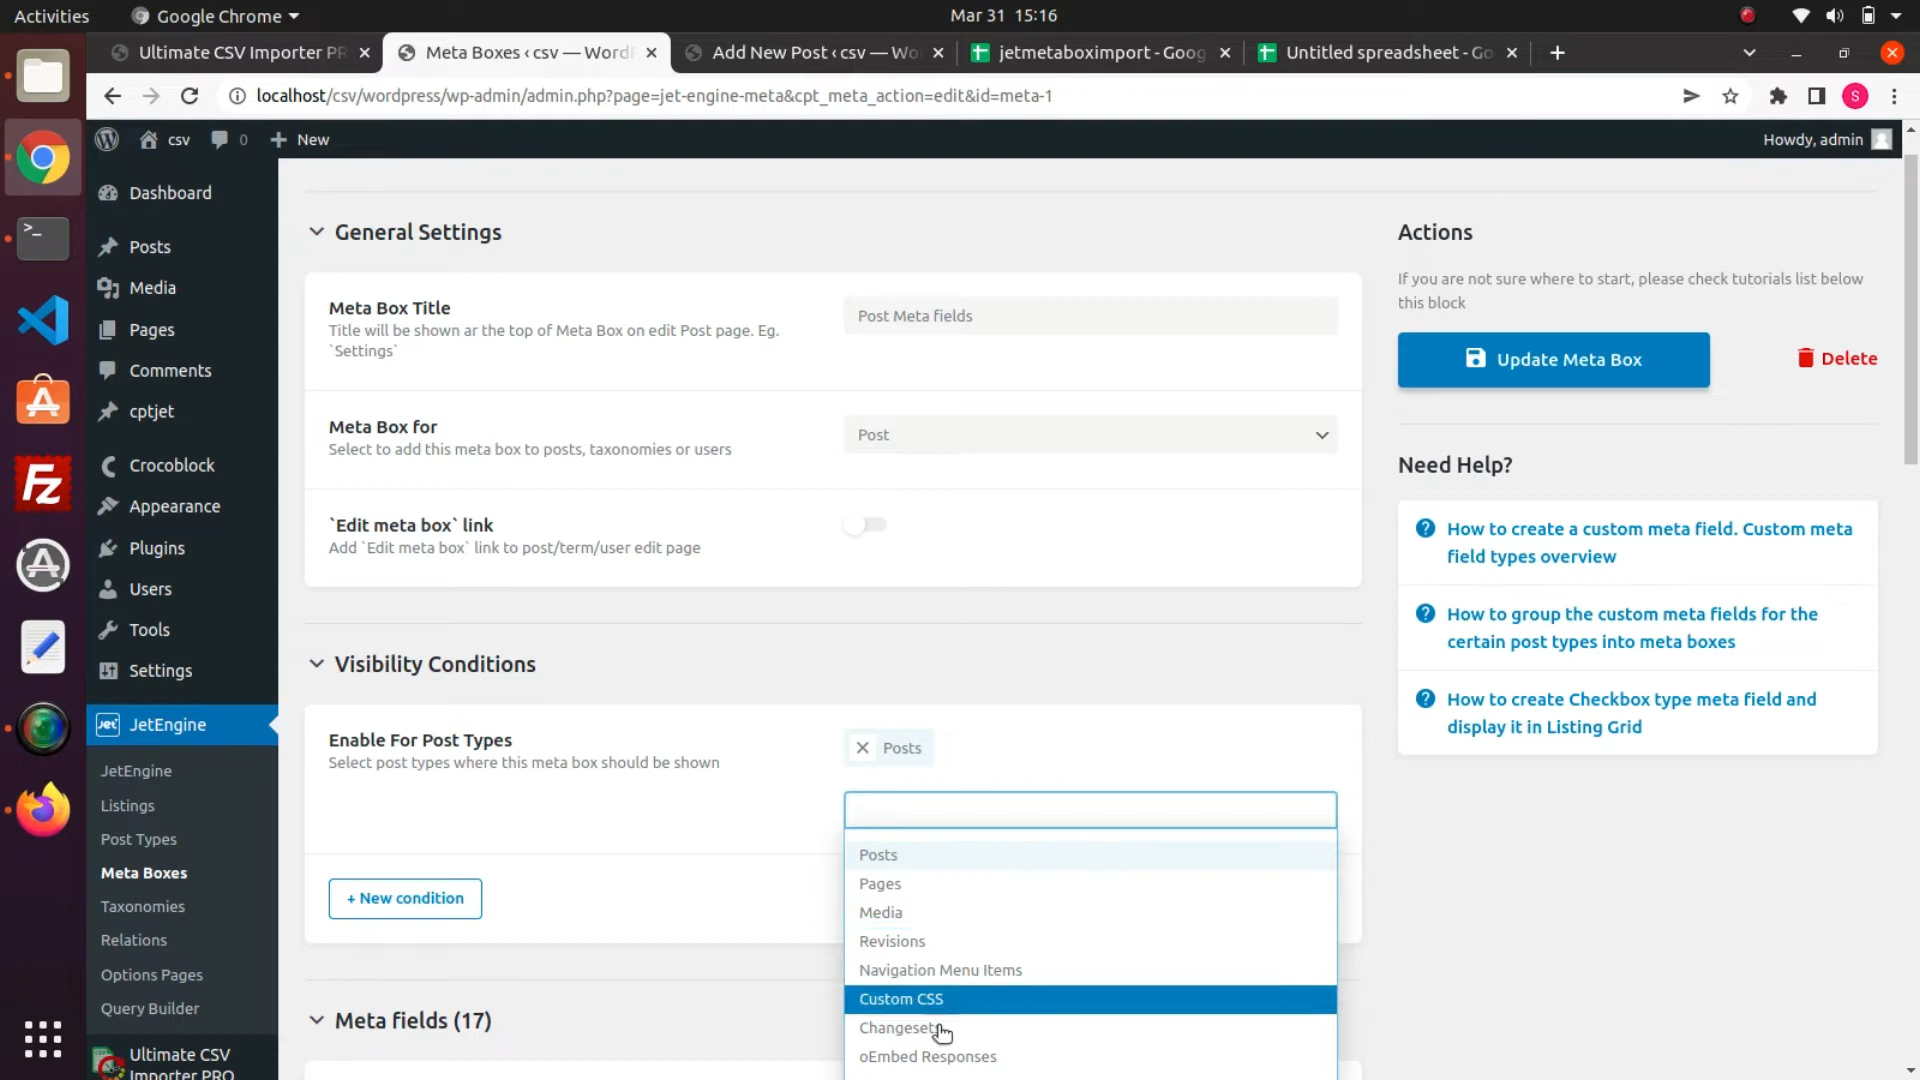 Activities
Google Chrome
Mar 31 15:16
Ultimate CSV Importer PR
Meta Boxes ‹ csv — WordP
Add New Post ‹ csv — Wo
jetmetaboximport - Goog
Untitled spreadsheet - Go
localhost/csv/wordpress/wp-admin/admin.php?page=jet-engine-meta&cpt_meta_action=edit&id=meta-1
S
csv
0
New
Howdy, admin
Dashboard
Posts
Media
Pages
Comments
cptjet
Crocoblock
Appearance
Plugins
Users
Tools
Settings
Jet
JetEngine
JetEngine
Listings
Post Types
Meta Boxes
Taxonomies
Relations
Options Pages
Query Builder
Ultimate CSV
Importer PRO
General Settings
Meta Box Title
Title will be shown ar the top of Meta Box on edit Post page. Eg.
`Settings`
Post Meta fields
Meta Box for
Select to add this meta box to posts, taxonomies or users
Post
`Edit meta box` link
Add `Edit meta box` link to post/term/user edit page
Visibility Conditions
Enable For Post Types
Select post types where this meta box should be shown
Posts
Posts
Pages
Media
Revisions
Navigation Menu Items
Custom CSS
Changesets
oEmbed Responses
+ New condition
Meta fields (17)
Actions
If you are not sure where to start, please check tutorials list below
this block
Update Meta Box
Delete
Need Help?
How to create a custom meta field. Custom meta
field types overview
How to group the custom meta fields for the
certain post types into meta boxes
How to create Checkbox type meta field and
display it in Listing Grid